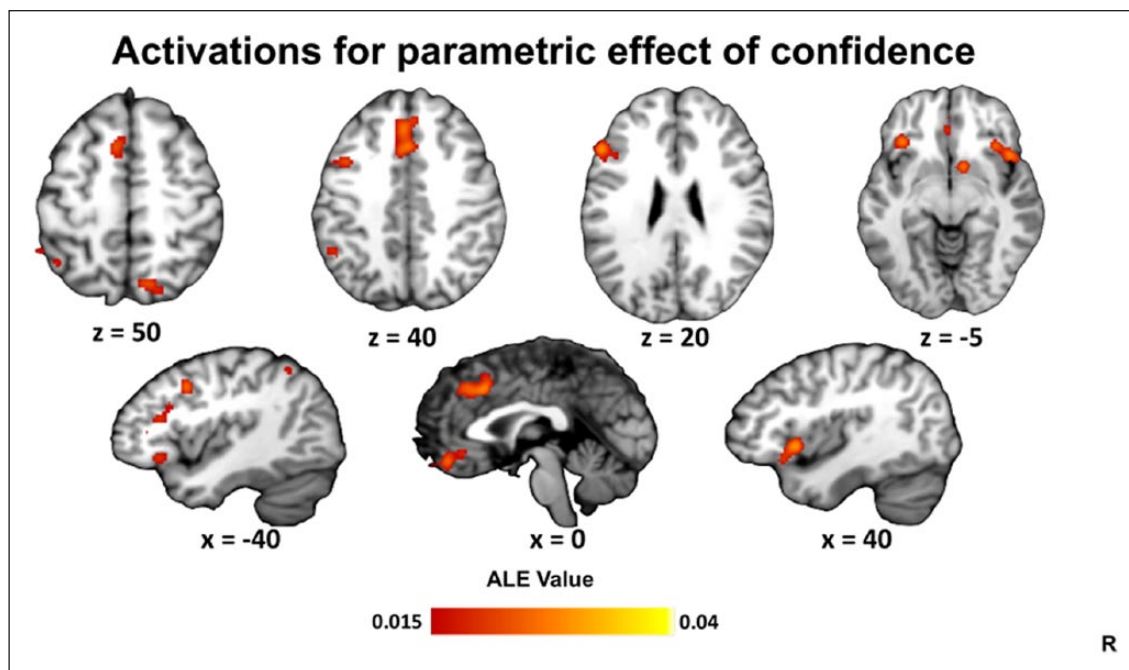 Activations for parametric effect of confidence
z = 50
z = 40
z = 20
z = -5
x = -40
x = 0
x = 40
ALE Value
0.015
0.04
R